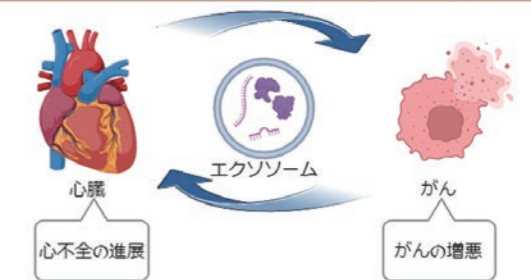 エクソソーム
心臓
がん
心不全の進展
がんの増悪